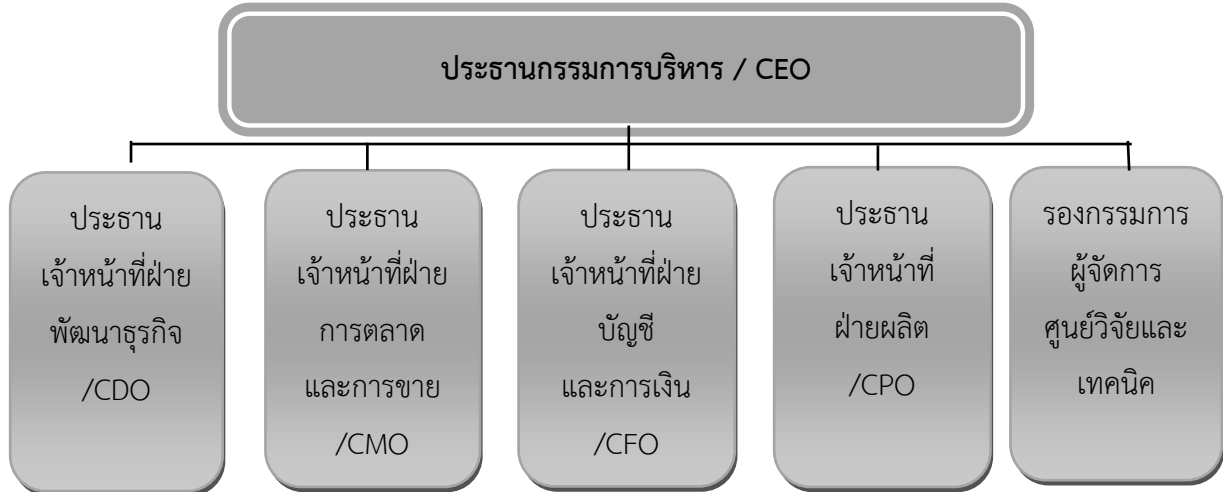 ประธานกรรมการบริหาร / CEO
ประธาน
เจ้าหน้าที่ฝ่าย
พัฒนาธุรกิจ
/CDO
ประธาน
เจ้าหน้าที่ฝ่าย
การตลาด
และการขาย
/CMO
ประธาน
เจ้าหน้าที่ฝ่าย
บัญชี
และการเงิน
/CFO
ประธาน
เจ้าหน้าที่
ฝ่ายผลิต
/CPO
รองกรรมการ
ผู้จัดการ
ศูนย์วิจัยและ
เทคนิค